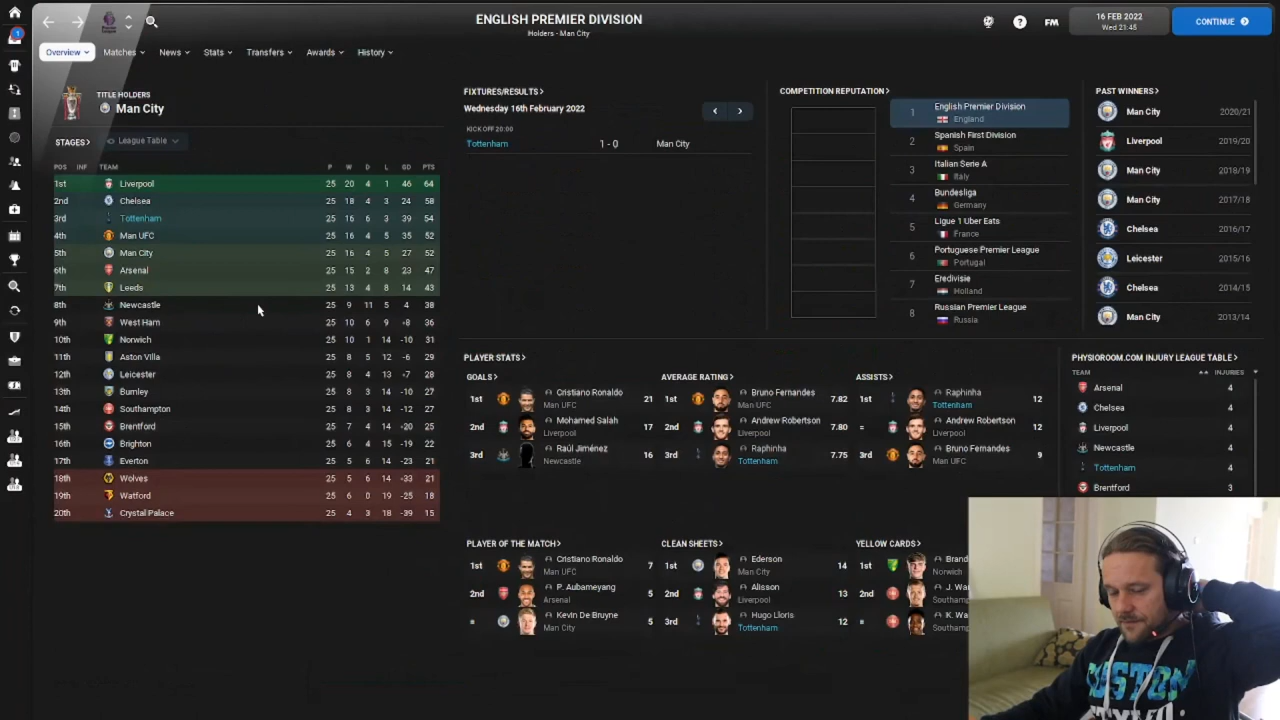 ENGLISH PREMIER DIVISION
Holders - Man City
FM
16 FEB 2022
Wed 21:45
CONTINUE
1
Overview
Matches
News
Stats
Transfers
Awards
History
TITLE HOLDERS
Man City
STAGES>
League Table
POS INF TEAM P W D L GD PTS
1st Liverpool 25 20 4 1 46 64
2nd Chelsea 25 18 4 3 24 58
3rd Tottenham 25 16 6 3 39 54
4th Man UFC 25 16 4 5 35 52
5th Man City 25 16 4 5 27 52
6th Arsenal 25 15 2 8 23 47
7th Leeds 25 13 4 8 14 43
8th Newcastle 25 9 11 5 4 38
9th West Ham 25 10 6 9 -8 36
10th Norwich 25 10 1 14 -10 31
11th Aston Villa 25 8 5 12 -6 29
12th Leicester 25 8 4 13 -7 28
13th Burnley 25 8 3 14 -10 27
14th Southampton 25 8 3 14 -12 27
15th Brentford 25 7 4 14 -20 25
16th Brighton 25 6 4 15 -19 22
17th Everton 25 5 6 14 -23 21
18th Wolves 25 5 6 14 -33 21
19th Watford 25 6 0 19 -25 18
20th Crystal Palace 25 4 3 18 -39 15
FIXTURES/RESULTS>
Wednesday 16th February 2022
KICK OFF 20:00
Tottenham 1 - 0 Man City
COMPETITION REPUTATION>
1 English Premier Division
England
2 Spanish First Division
Spain
3 Italian Serie A
Italy
4 Bundesliga
Germany
5 Ligue 1 Uber Eats
France
6 Portuguese Premier League
Portugal
7 Eredivisie
Holland
8 Russian Premier League
Russia
PAST WINNERS>
Man City 2020/21
Liverpool 2019/20
Man City 2018/19
Man City 2017/18
Chelsea 2016/17
Leicester 2015/16
Chelsea 2014/15
Man City 2013/14
PLAYER STATS>
GOALS>
1st Cristiano Ronaldo 21
Man UFC
2nd Mohamed Salah 17
Liverpool
3rd Raúl Jiménez 16
Newcastle
AVERAGE RATING>
1st Bruno Fernandes 7.82
Man UFC
2nd Andrew Robertson 7.80
Liverpool
3rd Raphinha 7.75
Tottenham
ASSISTS>
1st Raphinha 12
Tottenham
= Andrew Robertson 12
Liverpool
3rd Bruno Fernandes 9
Man UFC
PHYSIOROOM.COM INJURY LEAGUE TABLE>
TEAM INJURIES
Arsenal 4
Chelsea 4
Liverpool 4
Newcastle 4
Tottenham 4
Brentford 3
PLAYER OF THE MATCH>
1st Cristiano Ronaldo 7
Man UFC
2nd P. Aubameyang 5
Arsenal
= Kevin De Bruyne 5
Man City
CLEAN SHEETS>
1st Ederson 14
Man City
2nd Alisson 13
Liverpool
3rd Hugo Lloris 12
Tottenham
YELLOW CARDS>
1st Brand
Norwich
2nd J. Wa
Southamp
= K. Wa
Southamp
BOSTON